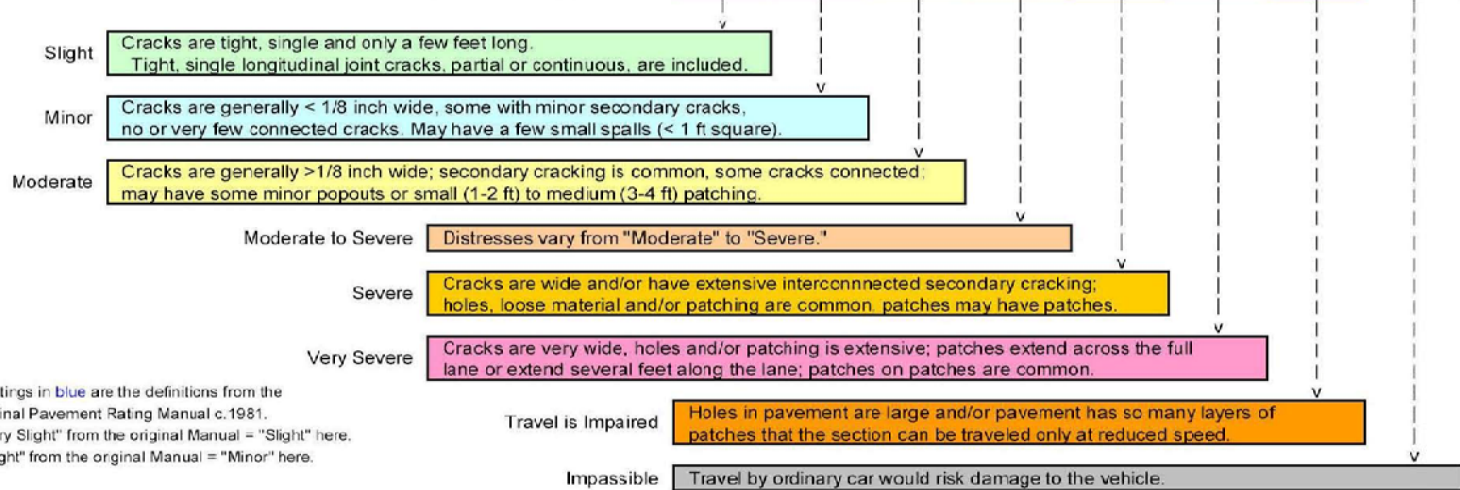 Slight
Cracks are tight, single and only a few feet long.
Tight, single longitudinal joint cracks, partial or continuous, are included.
Minor
Cracks are generally < 1/8 inch wide, some with minor secondary cracks,
no or very few connected cracks. May have a few small spalls (< 1 ft square).
Moderate
Cracks are generally >1/8 inch wide; secondary cracking is common, some cracks connected;
may have some minor popouts or small (1-2 ft) to medium (3-4 ft) patching.
Moderate to Severe
Distresses vary from "Moderate" to "Severe."
Severe
Cracks are wide and/or have extensive interconnnected secondary cracking;
holes, loose material and/or patching are common. patches may have patches.
Very Severe
Cracks are very wide, holes and/or patching is extensive; patches extend across the full
lane or extend several feet along the lane; patches on patches are common.
tings in blue are the definitions from the
inal Pavement Rating Manual c.1981.
ry Slight" from the original Manual = "Slight" here.
ght" from the original Manual = "Minor" here.
Travel is Impaired
Holes in pavement are large and/or pavement has so many layers of
patches that the section can be traveled only at reduced speed.
Impassible
Travel by ordinary car would risk damage to the vehicle.